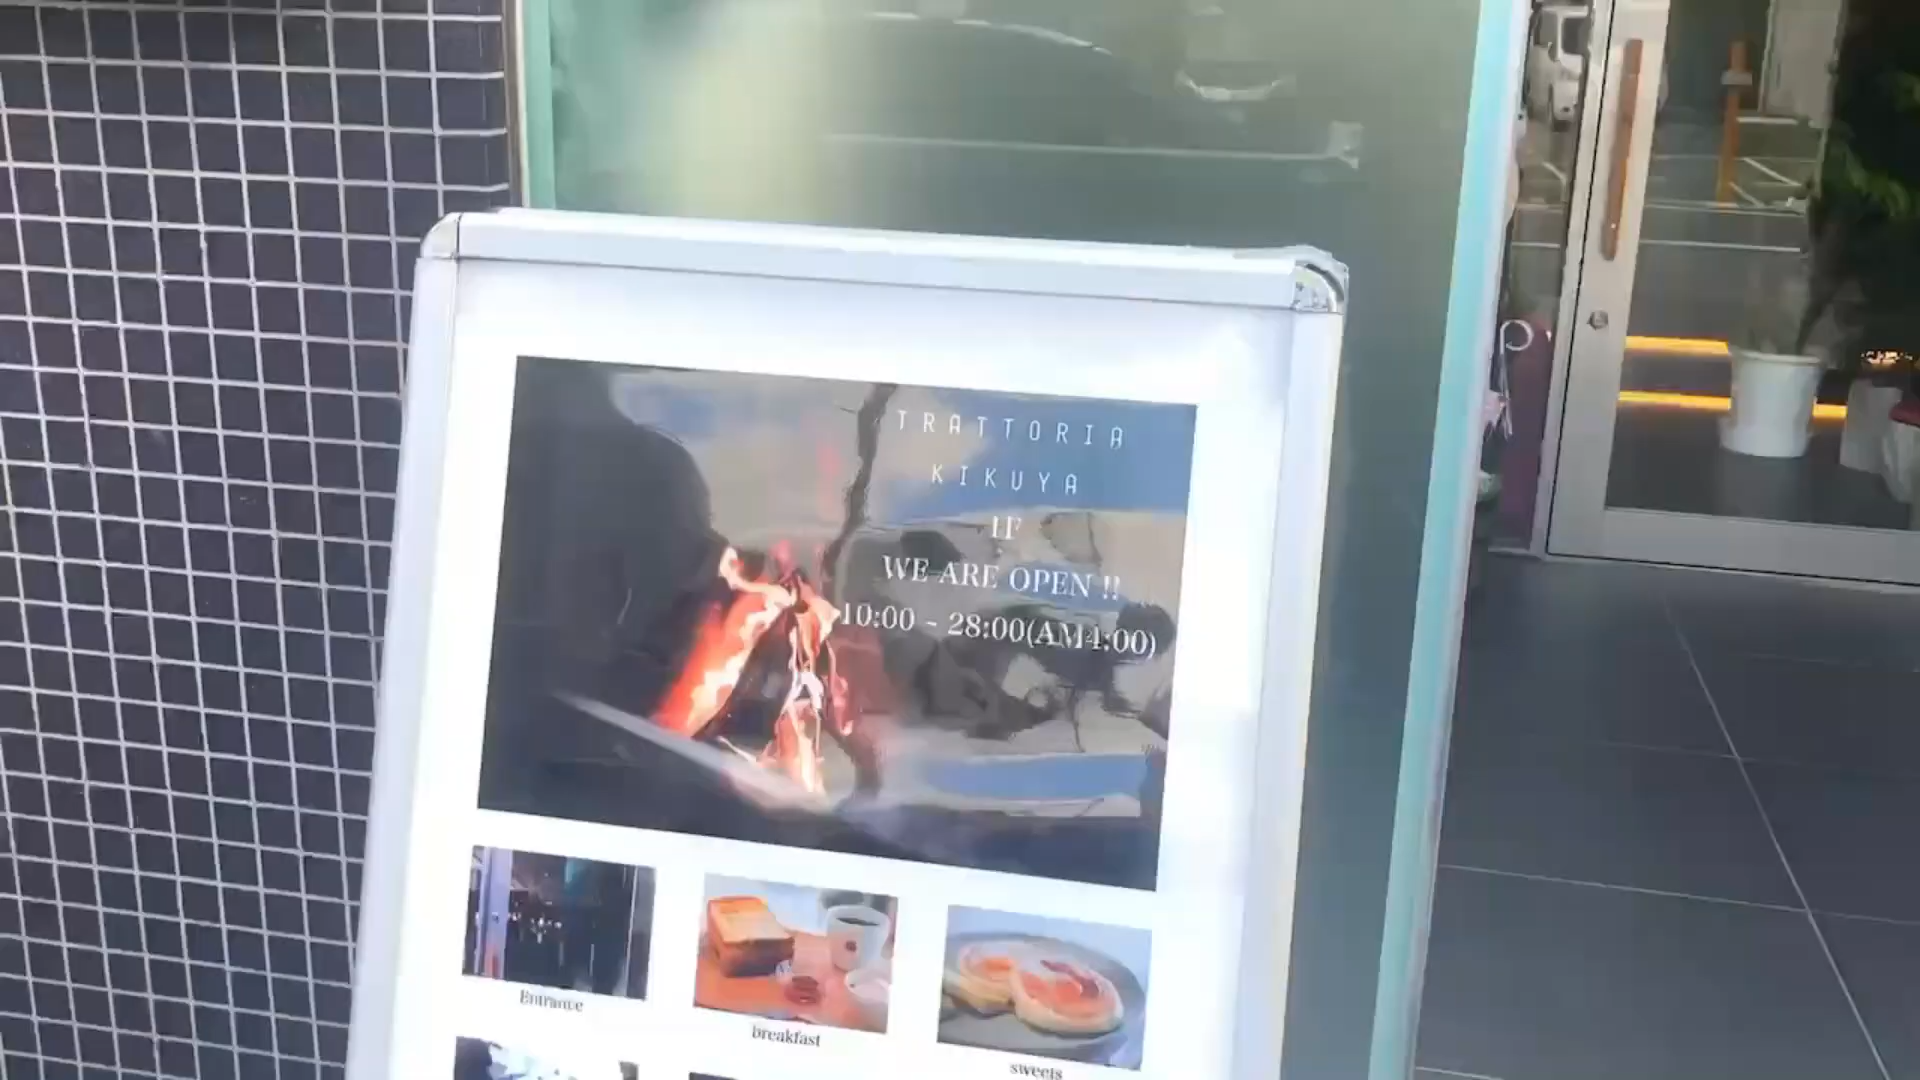 TRATTORIA
KIKUYA
1F
WE ARE OPEN !!
10:00 - 28:00(AM4:00)
Entrance
breakfast
sweets